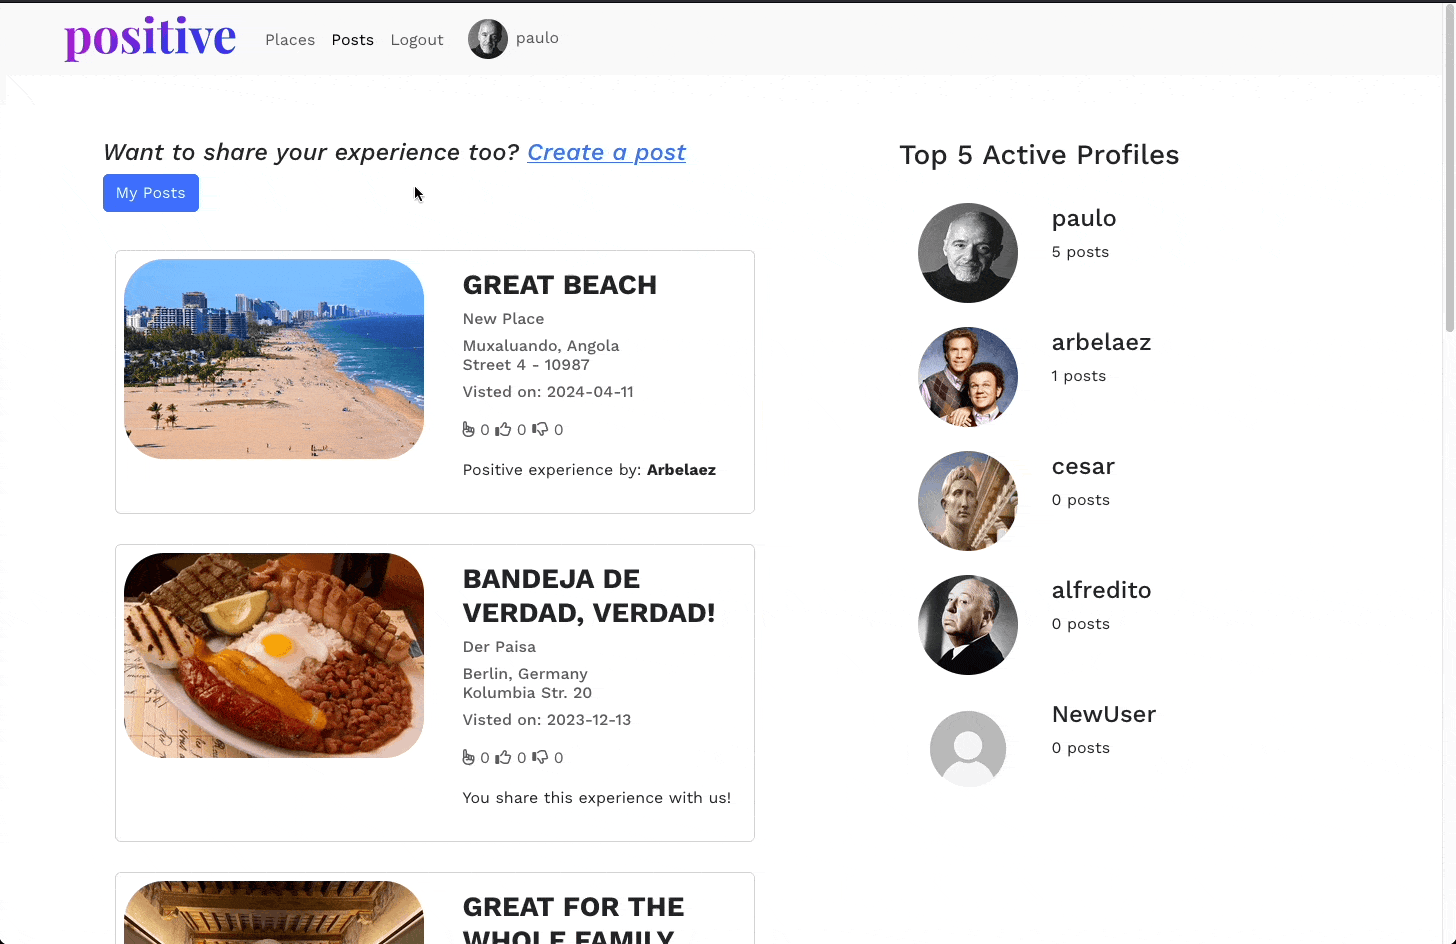 positive
Places Posts Logout paulo
Want to share your experience too? Create a post
My Posts
GREAT BEACH
New Place
Muxaluando, Angola
Street 4 - 10987
Visted on: 2024-04-11
0 0 0
Positive experience by: Arbelaez
BANDEJA DE
VERDAD, VERDAD!
Der Paisa
Berlin, Germany
Kolumbia Str. 20
Visted on: 2023-12-13
0 0 0
You share this experience with us!
GREAT FOR THE
WHOLE FAMILY
Top 5 Active Profiles
paulo
5 posts
arbelaez
1 posts
cesar
0 posts
alfredito
0 posts
NewUser
0 posts